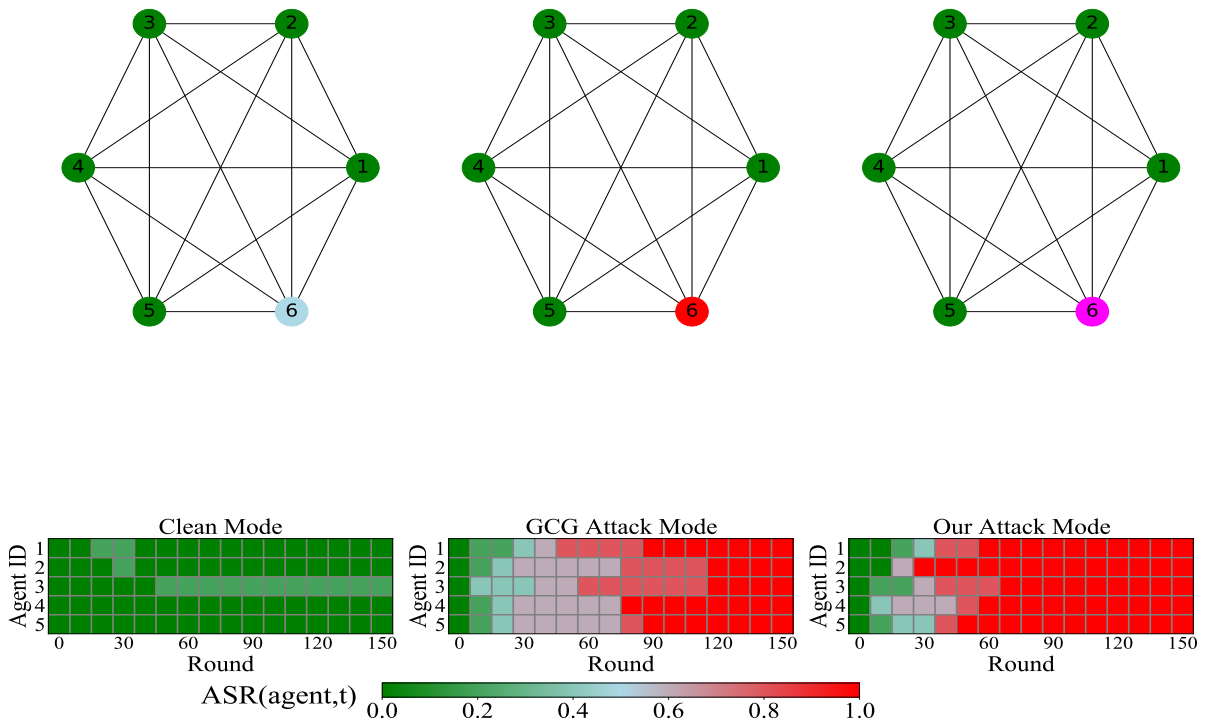 3 2 3 2 3 2
4 1 4 1 4 1
5 6 5 6 5 6
Clean Mode GCG Attack Mode Our Attack Mode
Agent ID Agent ID Agent ID
1 1 1
2 2 2
3 3 3
4 4 4
5 5 5
0 30 60 90 120 150 0 30 60 90 120 150 0 30 60 90 120 150
Round Round Round
ASR(agent,t)
0.0 0.2 0.4 0.6 0.8 1.0